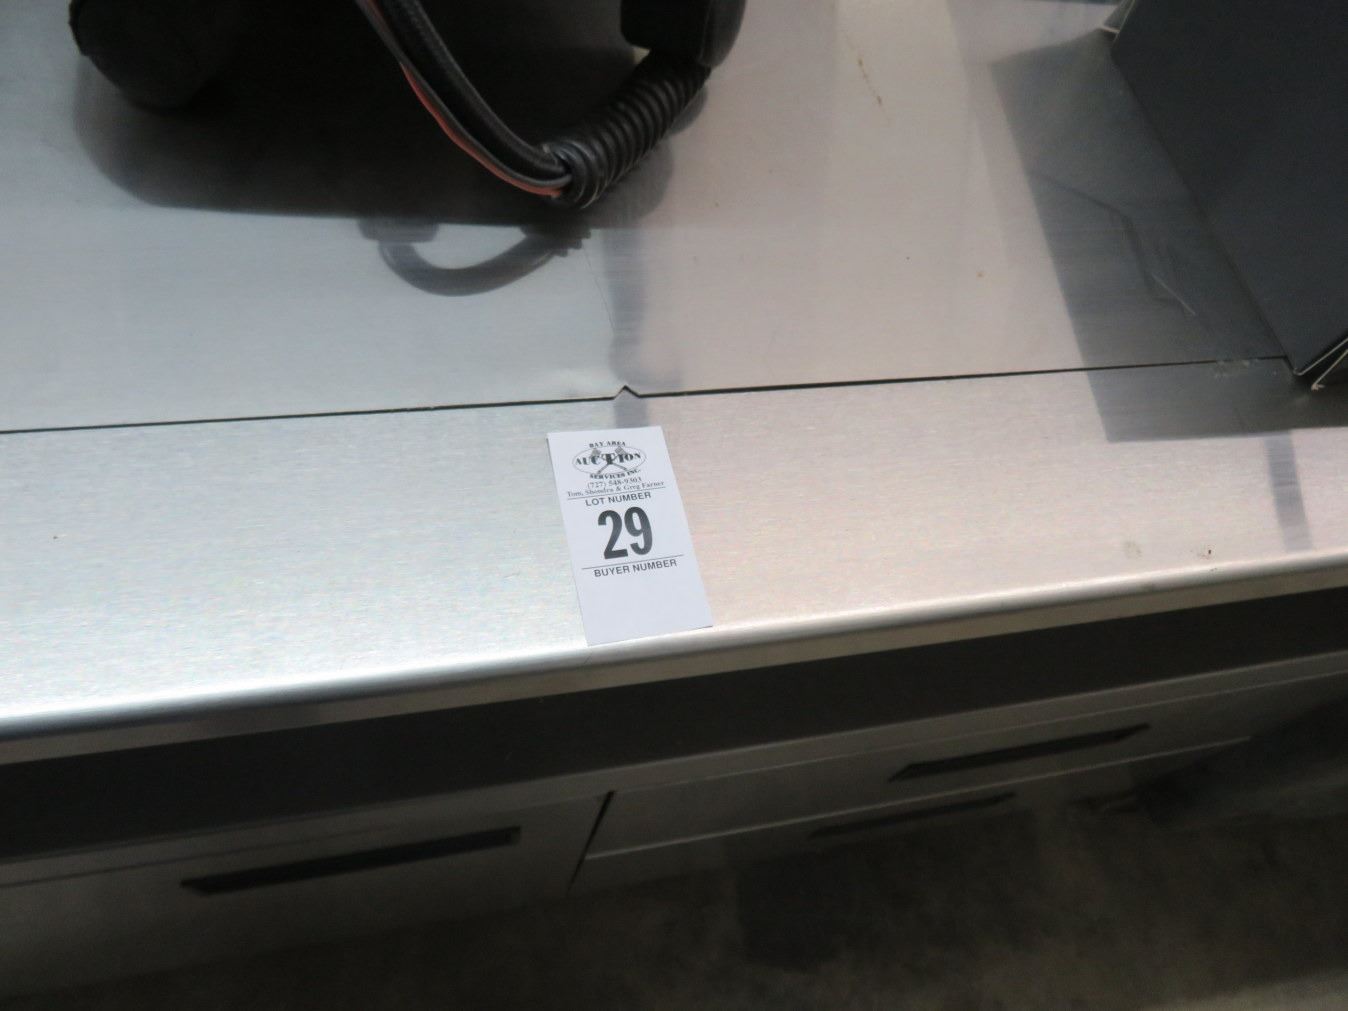 BAY AREA
AUCTION
SERVICES INC.
(727) 548-9303
Tom, Shondra & Greg Farner
LOT NUMBER
29
BUYER NUMBER